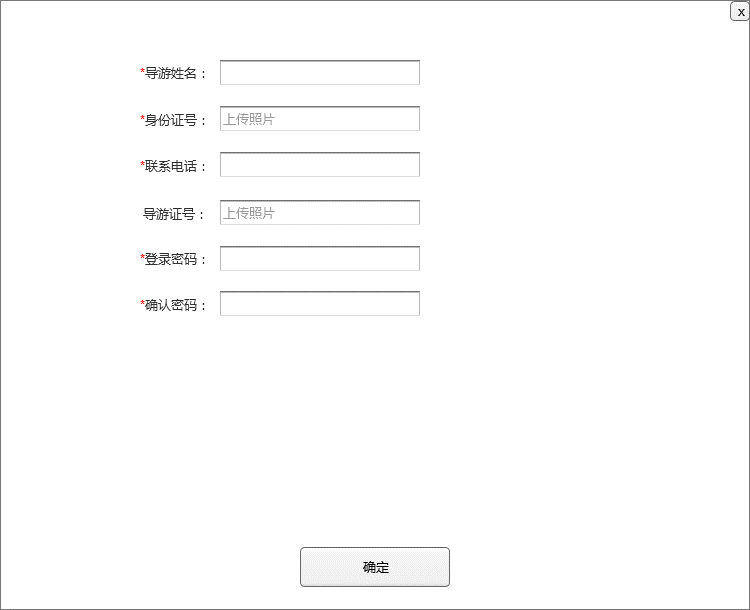 x
*导游姓名：
*身份证号： 上传照片
*联系电话：
导游证号： 上传照片
*登录密码：
*确认密码：
确定